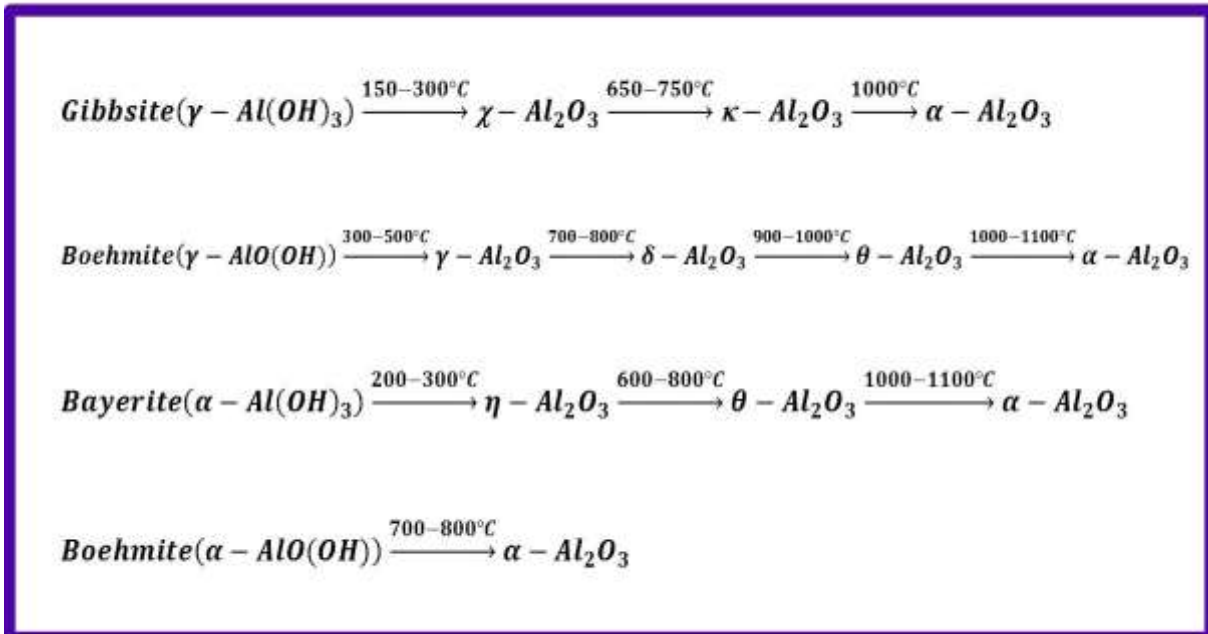 Gibbsite(γ − Al(OH)₃) 150−300°C → χ − Al₂O₃ 650−750°C → κ − Al₂O₃ 1000°C → α − Al₂O₃
Boehmite(γ − AlO(OH)) 300−500°C → γ − Al₂O₃ 700−800°C → δ − Al₂O₃ 900−1000°C → θ − Al₂O₃ 1000−1100°C → α − Al₂O₃
Bayerite(α − Al(OH)₃) 200−300°C → η − Al₂O₃ 600−800°C → θ − Al₂O₃ 1000−1100°C → α − Al₂O₃
Boehmite(α − AlO(OH)) 700−800°C → α − Al₂O₃